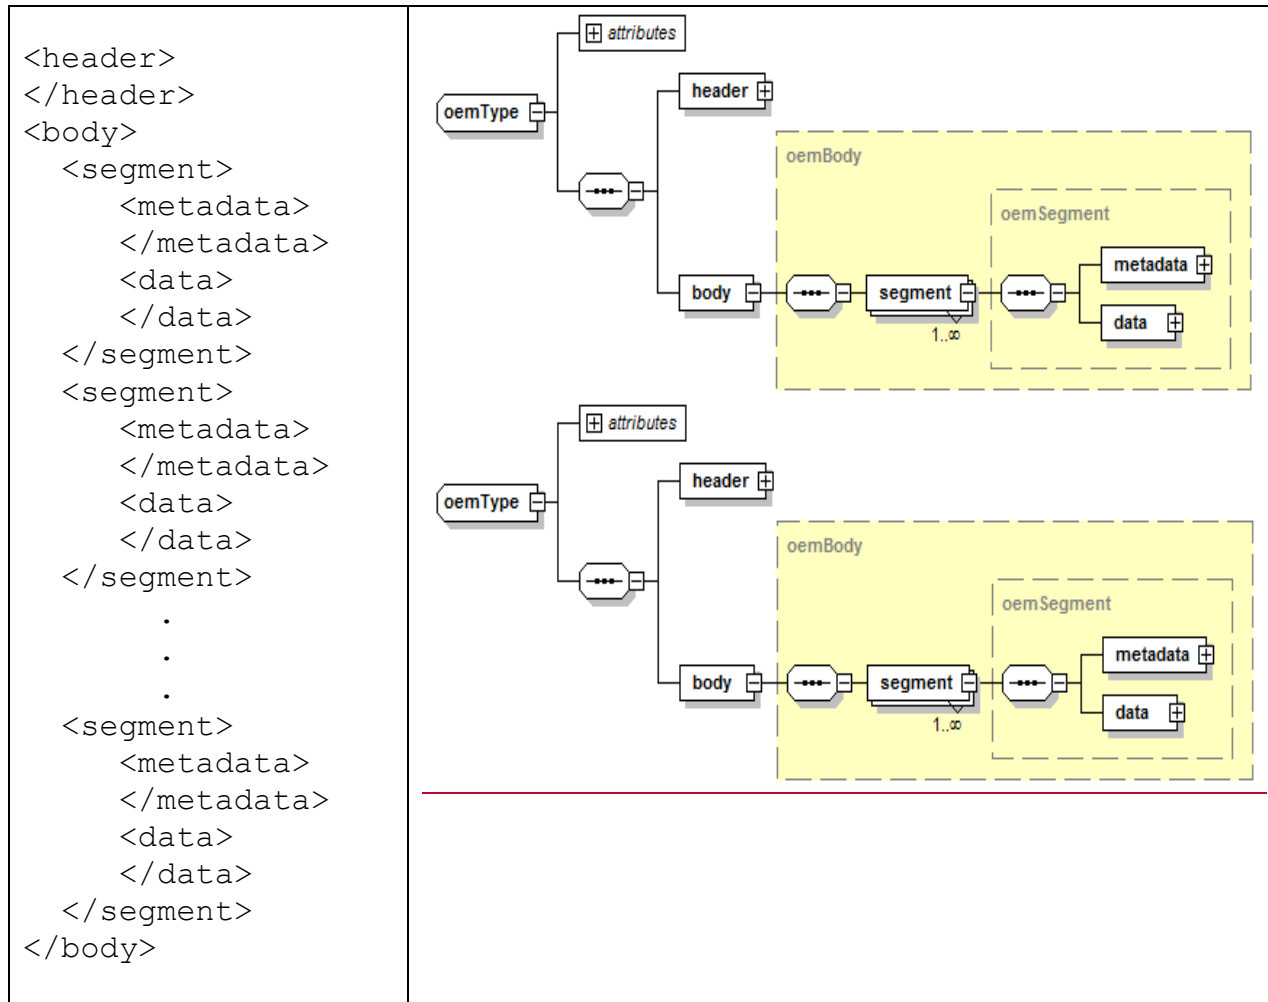 <header>
</header>
<body>
  <segment>
      <metadata>
      </metadata>
      <data>
      </data>
  </segment>
  <segment>
      <metadata>
      </metadata>
      <data>
      </data>
  </segment>
.
.
.
  <segment>
      <metadata>
      </metadata>
      <data>
      </data>
  </segment>
</body>
attributes
header
oemType
oemBody
oemSegment
metadata
body
segment
data
1..∞
attributes
header
oemType
oemBody
oemSegment
metadata
body
segment
data
1..∞